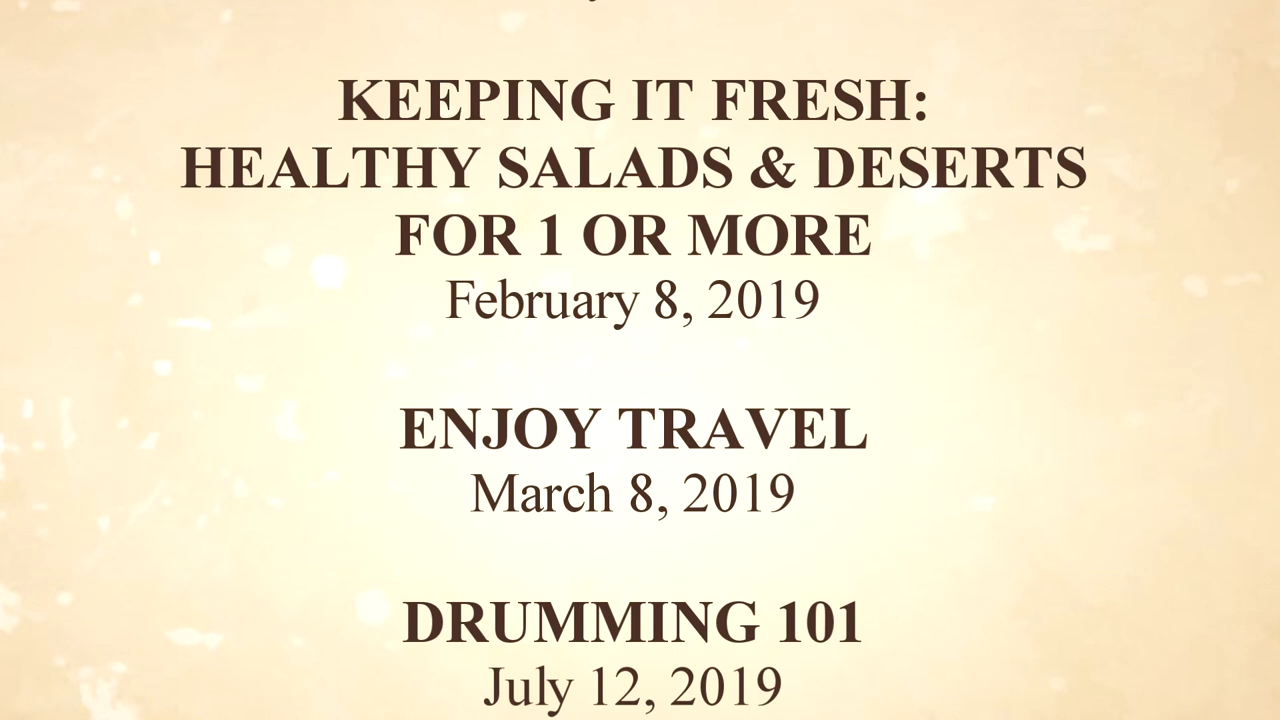 KEEPING IT FRESH:
HEALTHY SALADS & DESERTS
FOR 1 OR MORE
February 8, 2019
ENJOY TRAVEL
March 8, 2019
DRUMMING 101
July 12, 2019